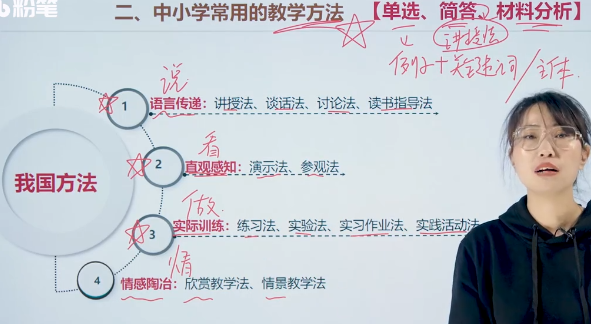 粉笔
二、中小学常用的教学方法 【单选、简答、材料分析】
讲授法
例子+关键词/主体
说
1 语言传递：讲授法、谈话法、讨论法、读书指导法
看
2 直观感知：演示法、参观法
我国方法
做
3 实际训练：练习法、实验法、实习作业法、实践活动法
情
4 情感陶冶：欣赏教学法、情景教学法